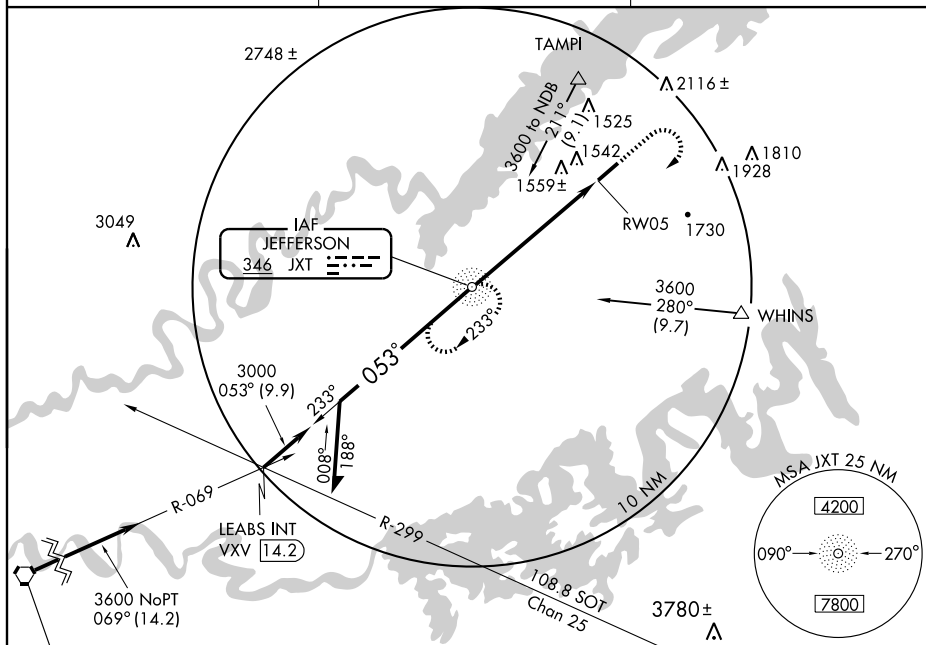 2748 ±
TAMPI
2116 ±
3600 to NDB
211°
(9.1)
1525
1542
1559 ±
1810
1928
3049
IAF
JEFFERSON
346 JXT
RW05
1730
3600
280°
(9.7)
WHINS
233°
053°
3000
053° (9.9)
233°
008°
188°
MSA JXT 25 NM
4200
090°
270°
7800
10 NM
R-069
LEABS INT
VXV 14.2
R-299
108.8 SOT
Chan 25
3600 NoPT
069° (14.2)
3780 ±